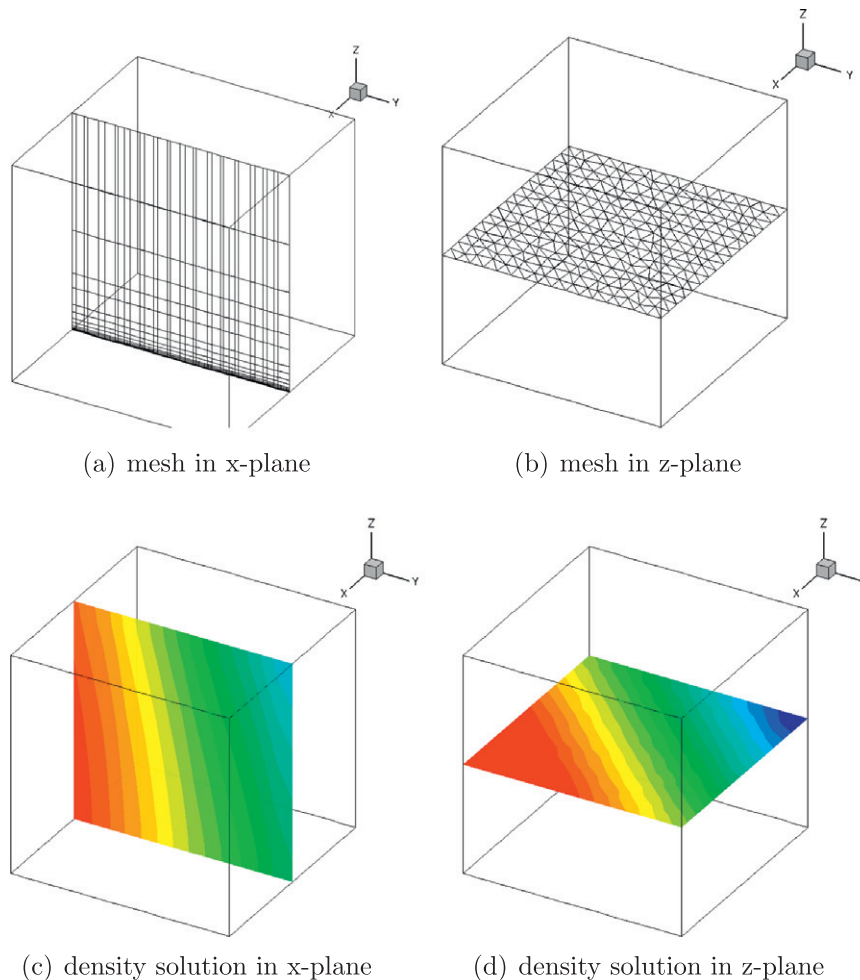 Z
X
Y
Z
X
Y
(a) mesh in x-plane
(b) mesh in z-plane
Z
X
Y
Z
X
(c) density solution in x-plane
(d) density solution in z-plane